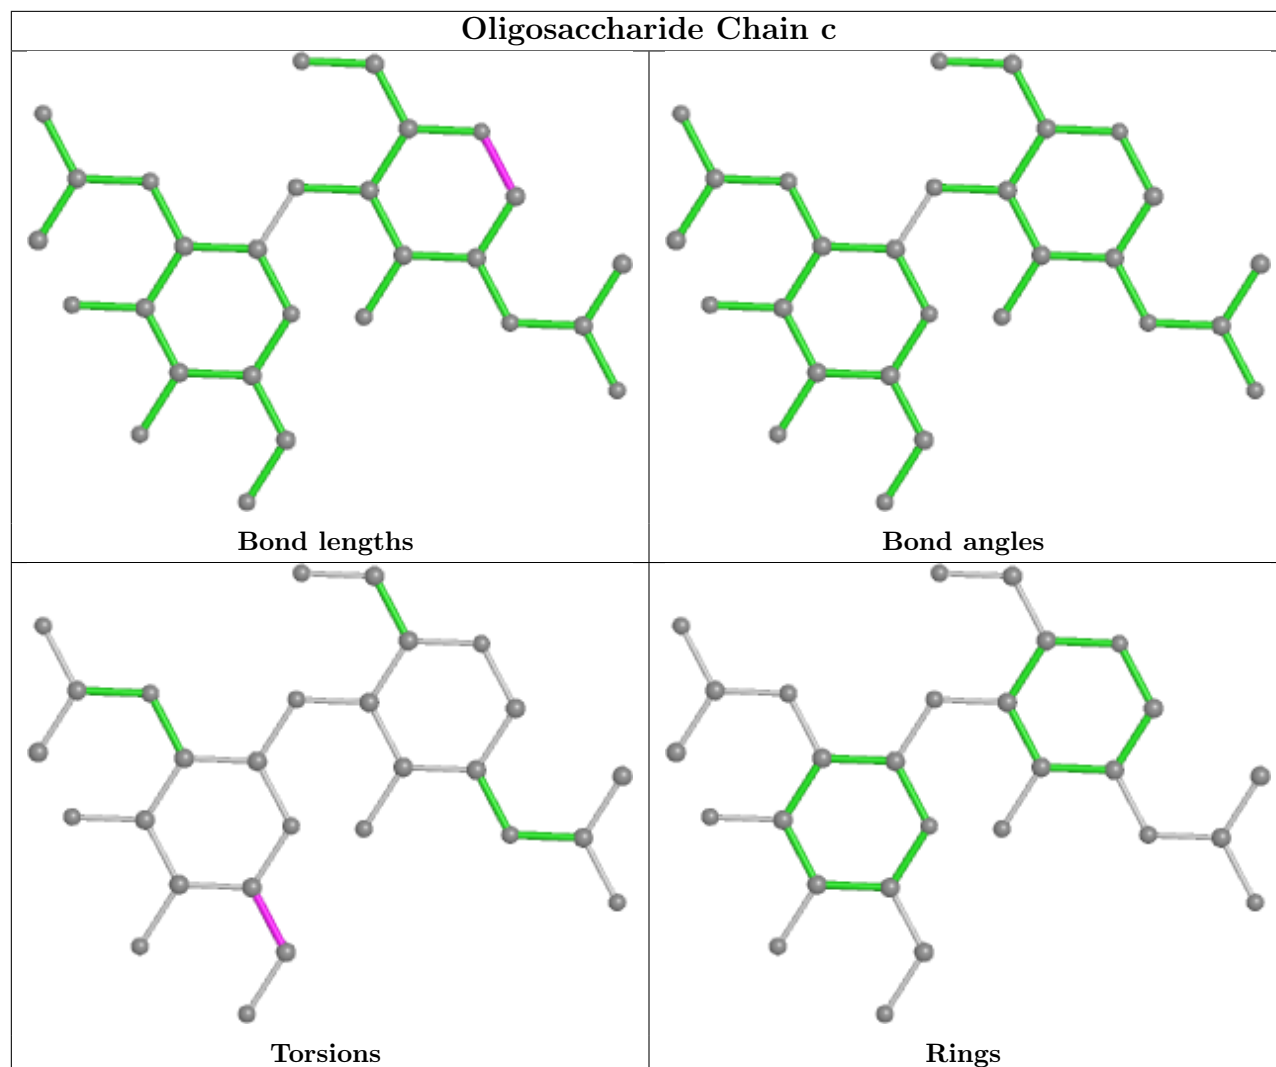 Oligosaccharide Chain c
Bond lengths
Bond angles
Torsions
Rings